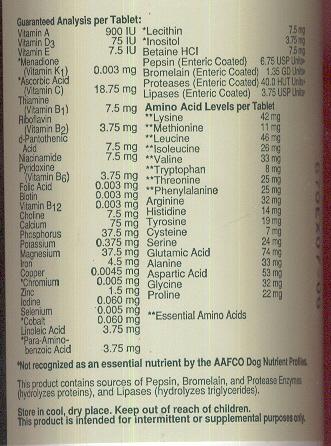 Guaranteed Analysis per Tablet:
Vitamin A 900 IU
Vitamin D3 75 IU
Vitamin E 7.5 IU
*Menadione
(Vitamin K1) 0.003 mg
*Ascorbic Acid
(Vitamin C) 18.75 mg
Thiamine
(Vitamin B1) 7.5 mg
Riboflavin
(Vitamin B2) 3.75 mg
d-Pantothenic
Acid 7.5 mg
Niacinamide 7.5 mg
Pyridoxine
(Vitamin B6) 3.75 mg
Folic Acid 0.003 mg
Biotin 0.003 mg
Vitamin B12 0.003 mg
Choline 7.5 mg
Calcium 75 mg
Phosphorus 37.5 mg
Potassium 0.375 mg
Magnesium 37.5 mg
Iron 4.5 mg
Copper 0.0045 mg
*Chromium 0.005 mg
Zinc 1.5 mg
Iodine 0.060 mg
Selenium 0.005 mg
*Cobalt 0.060 mg
Linoleic Acid 3.75 mg
*Para-Amino-
benzoic Acid 3.75 mg
*Lecithin 7.5 mg
*Inositol 3.75 mg
Betaine HCl 7.5 mg
Pepsin (Enteric Coated) 6.75 USP Units
Bromelain (Enteric Coated) 1.35 GD Units
Proteases (Enteric Coated) 40.0 HUT Units
Lipases (Enteric Coated) 3.75 USP Units
Amino Acid Levels per Tablet
**Lysine 42 mg
**Methionine 11 mg
**Leucine 46 mg
**Isoleucine 26 mg
**Valine 33 mg
**Tryptophan 8 mg
**Threonine 25 mg
**Phenylalanine 25 mg
Arginine 32 mg
Histidine 14 mg
Tyrosine 19 mg
Cysteine 7 mg
Serine 24 mg
Glutamic Acid 74 mg
Alanine 33 mg
Aspartic Acid 53 mg
Glycine 32 mg
Proline 22 mg
**Essential Amino Acids
*Not recognized as an essential nutrient by the AAFCO Dog Nutrient Profiles.
This product contains sources of Pepsin, Bromelain, and Protease Enzymes
(hydrolyzes proteins), and Lipases (hydrolyzes triglycerides).
Store in cool, dry place. Keep out of reach of children.
This product is intended for intermittent or supplemental purposes only.